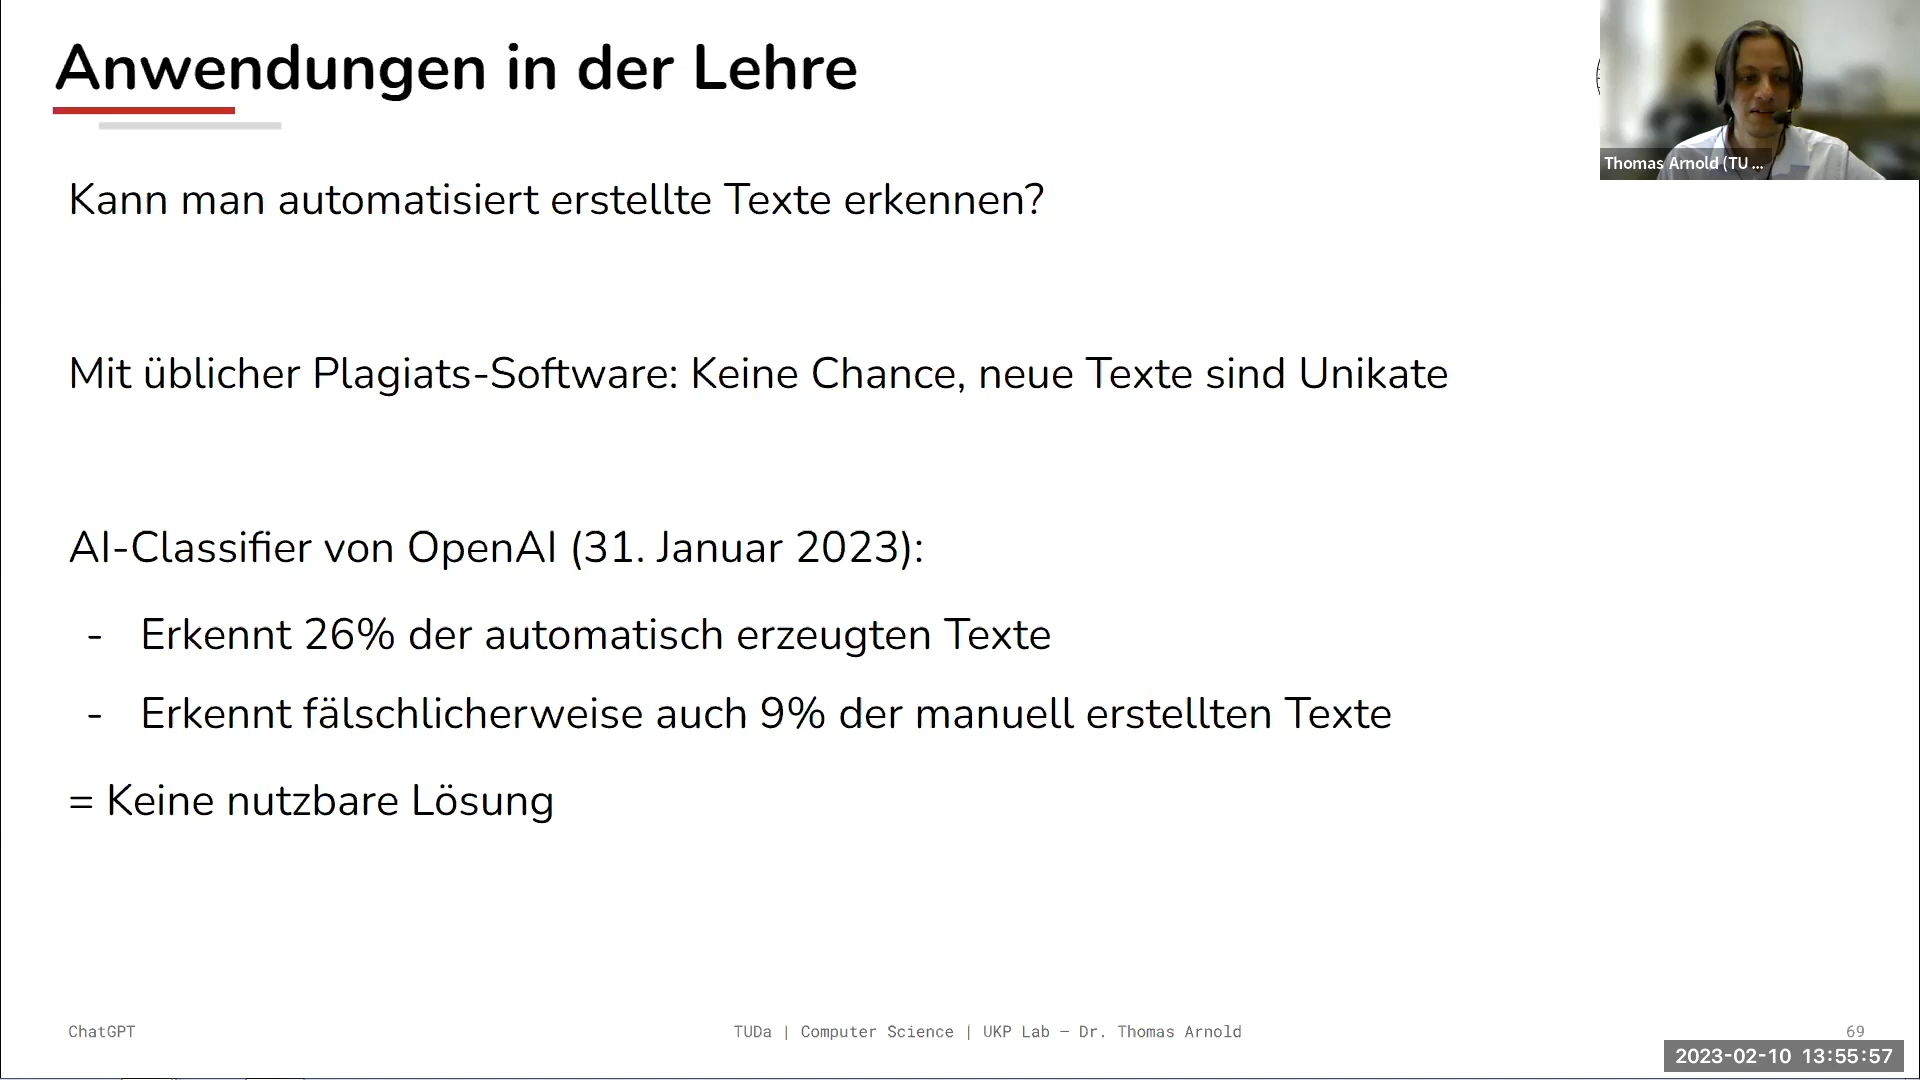 Anwendungen in der Lehre
Thomas Arnold (TU ...
Kann man automatisiert erstellte Texte erkennen?
Mit üblicher Plagiats-Software: Keine Chance, neue Texte sind Unikate
AI-Classifier von OpenAI (31. Januar 2023):
- Erkennt 26% der automatisch erzeugten Texte
- Erkennt fälschlicherweise auch 9% der manuell erstellten Texte
= Keine nutzbare Lösung
ChatGPT
TUDa | Computer Science | UKP Lab – Dr. Thomas Arnold
69
2023-02-10 13:55:57